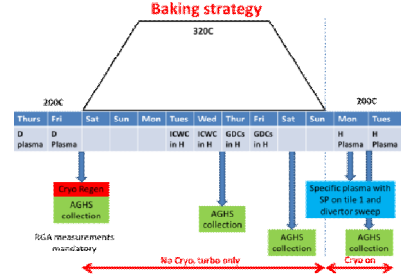 Baking strategy
320C
200C
200C
Thurs Fri Sat Sun Mon Tues Wed Thur Fri Sat Sun Mon Tues
D plasma
D Plasma
ICWC in H
ICWC in H
GDCs in H
GDCs in H
H Plasma
H Plasma
Cryo Regen
AGHS collection
RGA measurements mandatory
AGHS collection
AGHS collection
Specific plasma with SP on tile 1 and divertor sweep
AGHS collection
No Cryo, turbo only
Cryo on